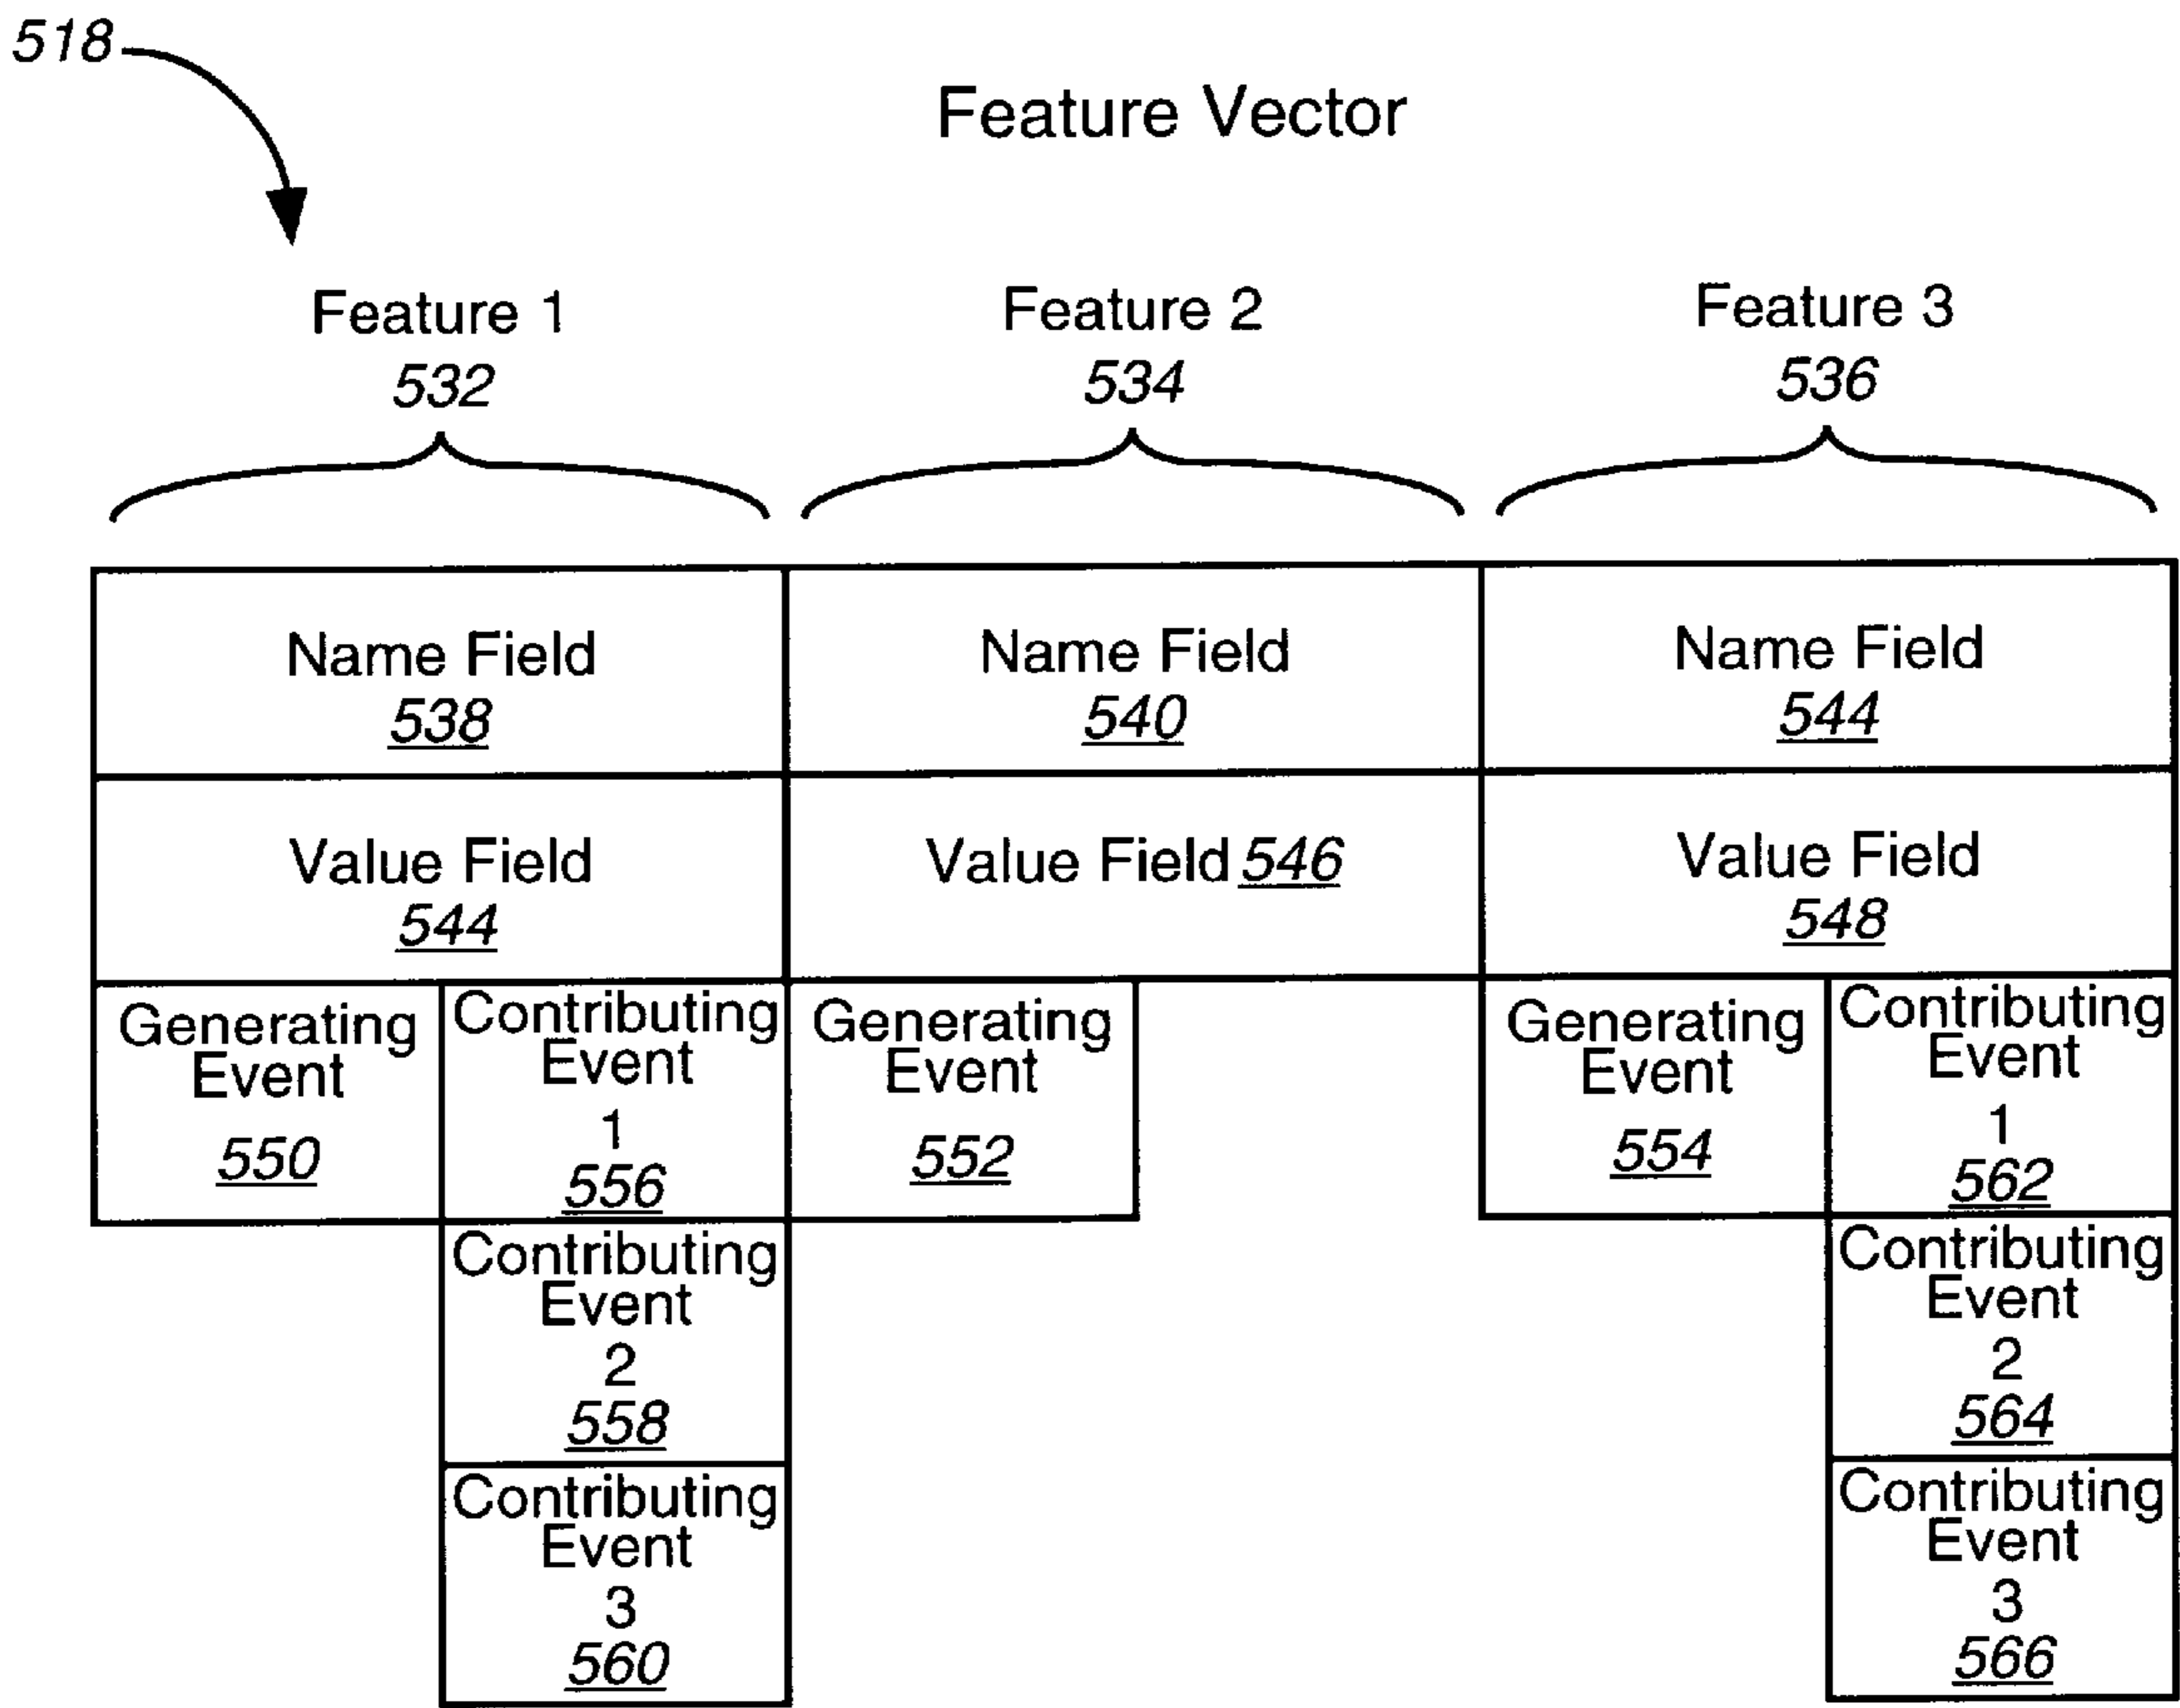 518
Feature Vector
Feature 1
532
Feature 2
534
Feature 3
536
Name Field
538
Name Field
540
Name Field
544
Value Field
544
Value Field 546
Value Field
548
Generating
Event
550
Contributing
Event
1
556
Generating
Event
552
Generating
Event
554
Contributing
Event
1
562
Contributing
Event
2
558
Contributing
Event
2
564
Contributing
Event
3
560
Contributing
Event
3
566